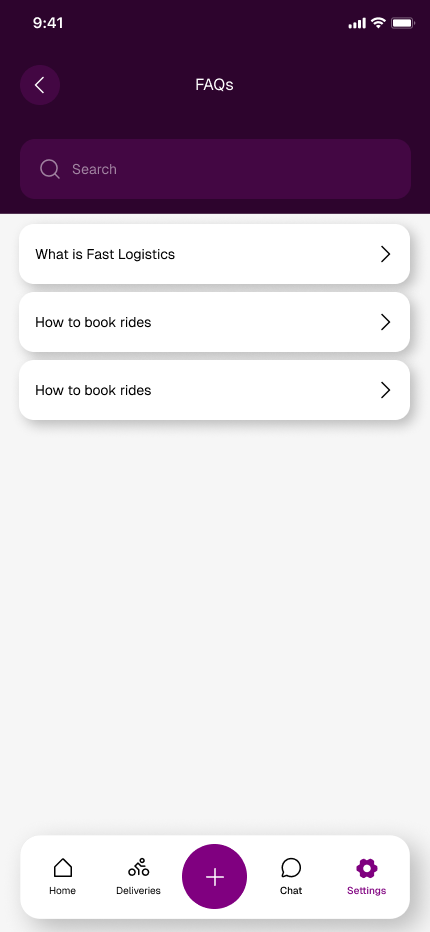 9:41
FAQs
Search
What is Fast Logistics
How to book rides
How to book rides
Home
Deliveries
Chat
Settings